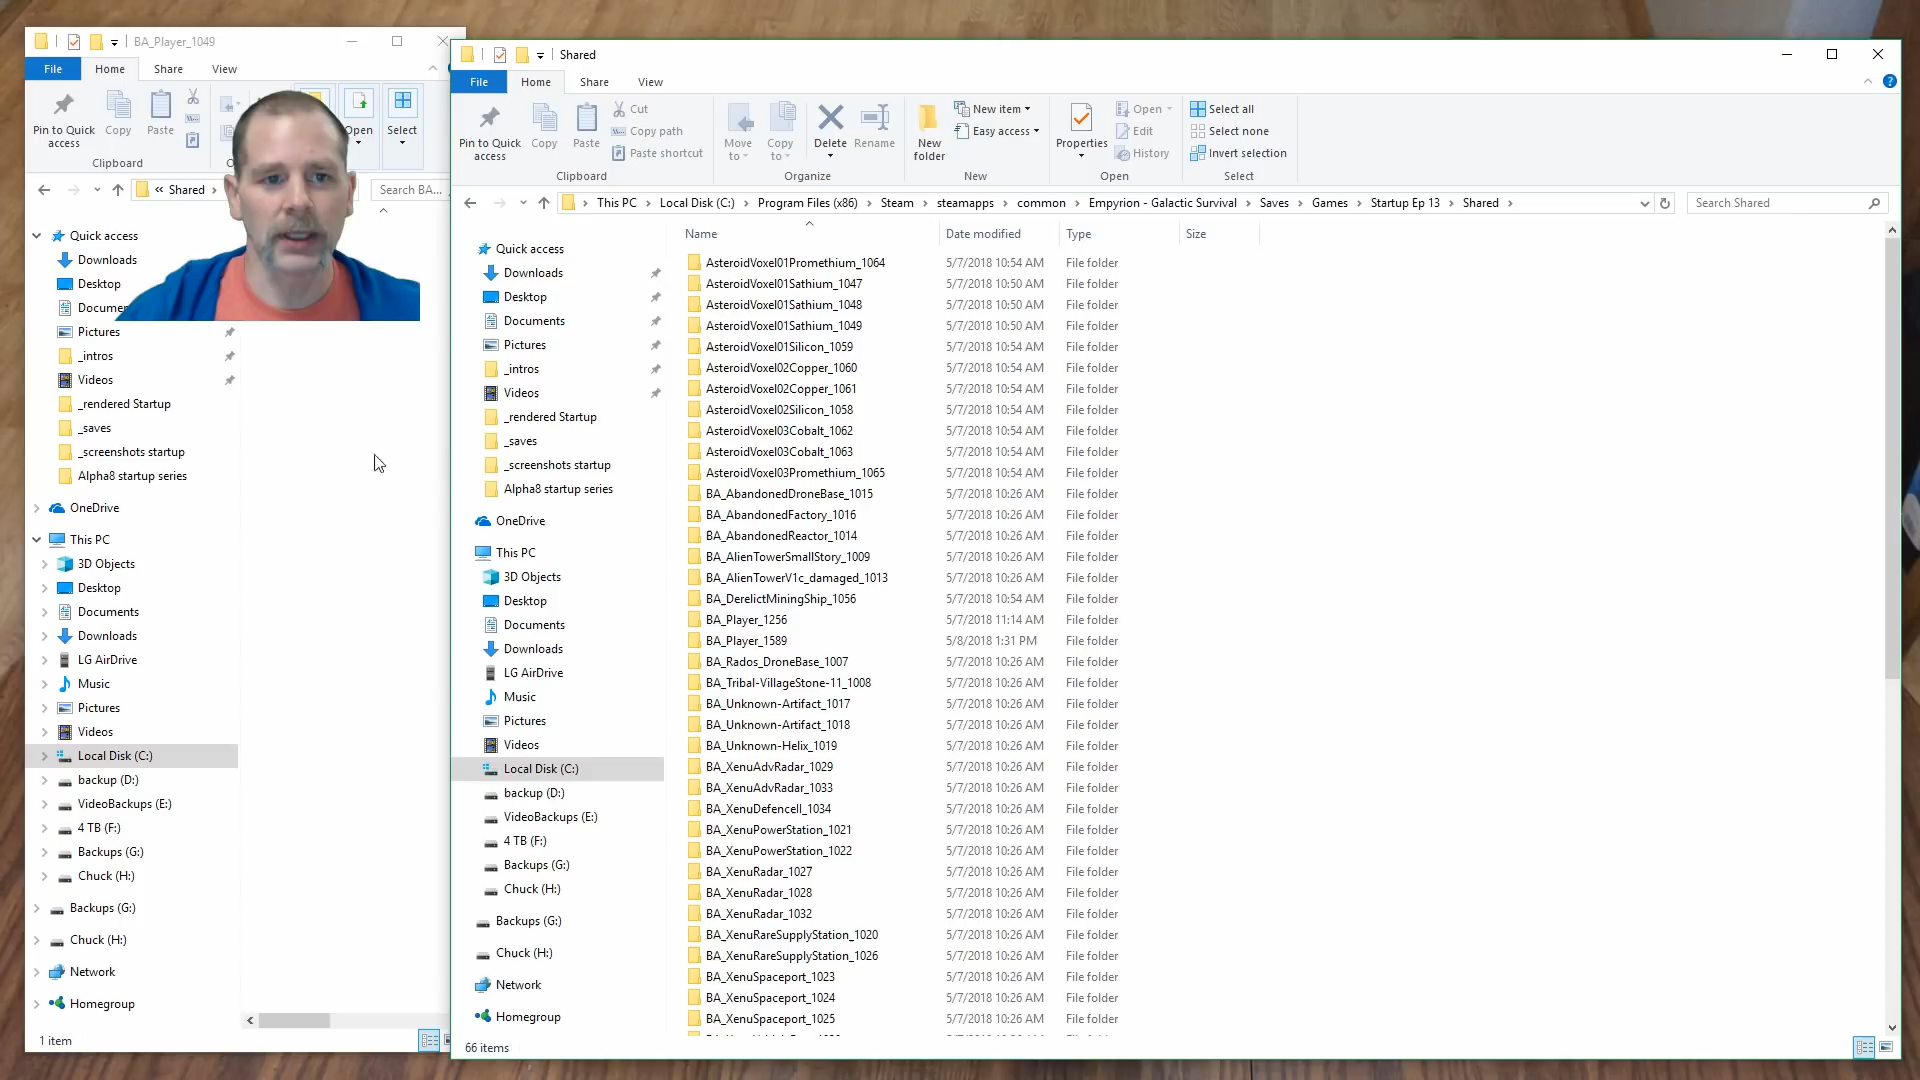 BA_Player_1049
File Home Share View
Pin to Quick access
Copy
Paste
Open
Select
Clipboard
« Shared ›
Search BA...
Quick access
Downloads
Desktop
Pictures
_intros
Videos
_rendered Startup
_saves
_screenshots startup
Alpha8 startup series
OneDrive
This PC
3D Objects
Desktop
Documents
Downloads
LG AirDrive
Music
Pictures
Videos
Local Disk (C:)
backup (D:)
VideoBackups (E:)
4 TB (F:)
Backups (G:)
Chuck (H:)
Backups (G:)
Chuck (H:)
Network
Homegroup
1 item
Shared
File Home Share View
Pin to Quick access
Copy
Paste
Cut
Copy path
Paste shortcut
Clipboard
Move to
Copy to
Delete
Rename
Organize
New folder
New item
Easy access
New
Properties
Open
Edit
History
Open
Select all
Select none
Invert selection
Select
This PC › Local Disk (C:) › Program Files (x86) › Steam › steamapps › common › Empyrion - Galactic Survival › Saves › Games › Startup Ep 13 › Shared ›
Search Shared
Quick access
Downloads
Desktop
Documents
Pictures
_intros
Videos
_rendered Startup
_saves
_screenshots startup
Alpha8 startup series
OneDrive
This PC
3D Objects
Desktop
Documents
Downloads
LG AirDrive
Music
Pictures
Videos
Local Disk (C:)
backup (D:)
VideoBackups (E:)
4 TB (F:)
Backups (G:)
Chuck (H:)
Backups (G:)
Chuck (H:)
Network
Homegroup
Name Date modified Type Size
AsteroidVoxel01Promethium_1064 5/7/2018 10:54 AM File folder
AsteroidVoxel01Sathium_1047 5/7/2018 10:50 AM File folder
AsteroidVoxel01Sathium_1048 5/7/2018 10:50 AM File folder
AsteroidVoxel01Sathium_1049 5/7/2018 10:50 AM File folder
AsteroidVoxel01Silicon_1059 5/7/2018 10:54 AM File folder
AsteroidVoxel02Copper_1060 5/7/2018 10:54 AM File folder
AsteroidVoxel02Copper_1061 5/7/2018 10:54 AM File folder
AsteroidVoxel02Silicon_1058 5/7/2018 10:54 AM File folder
AsteroidVoxel03Cobalt_1062 5/7/2018 10:54 AM File folder
AsteroidVoxel03Cobalt_1063 5/7/2018 10:54 AM File folder
AsteroidVoxel03Promethium_1065 5/7/2018 10:54 AM File folder
BA_AbandonedDroneBase_1015 5/7/2018 10:26 AM File folder
BA_AbandonedFactory_1016 5/7/2018 10:26 AM File folder
BA_AbandonedReactor_1014 5/7/2018 10:26 AM File folder
BA_AlienTowerSmallStory_1009 5/7/2018 10:26 AM File folder
BA_AlienTowerV1c_damaged_1013 5/7/2018 10:26 AM File folder
BA_DerelictMiningShip_1056 5/7/2018 10:54 AM File folder
BA_Player_1256 5/7/2018 11:14 AM File folder
BA_Player_1589 5/8/2018 1:31 PM File folder
BA_Rados_DroneBase_1007 5/7/2018 10:26 AM File folder
BA_Tribal-VillageStone-11_1008 5/7/2018 10:26 AM File folder
BA_Unknown-Artifact_1017 5/7/2018 10:26 AM File folder
BA_Unknown-Artifact_1018 5/7/2018 10:26 AM File folder
BA_Unknown-Helix_1019 5/7/2018 10:26 AM File folder
BA_XenuAdvRadar_1029 5/7/2018 10:26 AM File folder
BA_XenuAdvRadar_1033 5/7/2018 10:26 AM File folder
BA_XenuDefencell_1034 5/7/2018 10:26 AM File folder
BA_XenuPowerStation_1021 5/7/2018 10:26 AM File folder
BA_XenuPowerStation_1022 5/7/2018 10:26 AM File folder
BA_XenuRadar_1027 5/7/2018 10:26 AM File folder
BA_XenuRadar_1028 5/7/2018 10:26 AM File folder
BA_XenuRadar_1032 5/7/2018 10:26 AM File folder
BA_XenuRareSupplyStation_1020 5/7/2018 10:26 AM File folder
BA_XenuRareSupplyStation_1026 5/7/2018 10:26 AM File folder
BA_XenuSpaceport_1023 5/7/2018 10:26 AM File folder
BA_XenuSpaceport_1024 5/7/2018 10:26 AM File folder
BA_XenuSpaceport_1025 5/7/2018 10:26 AM File folder
66 items